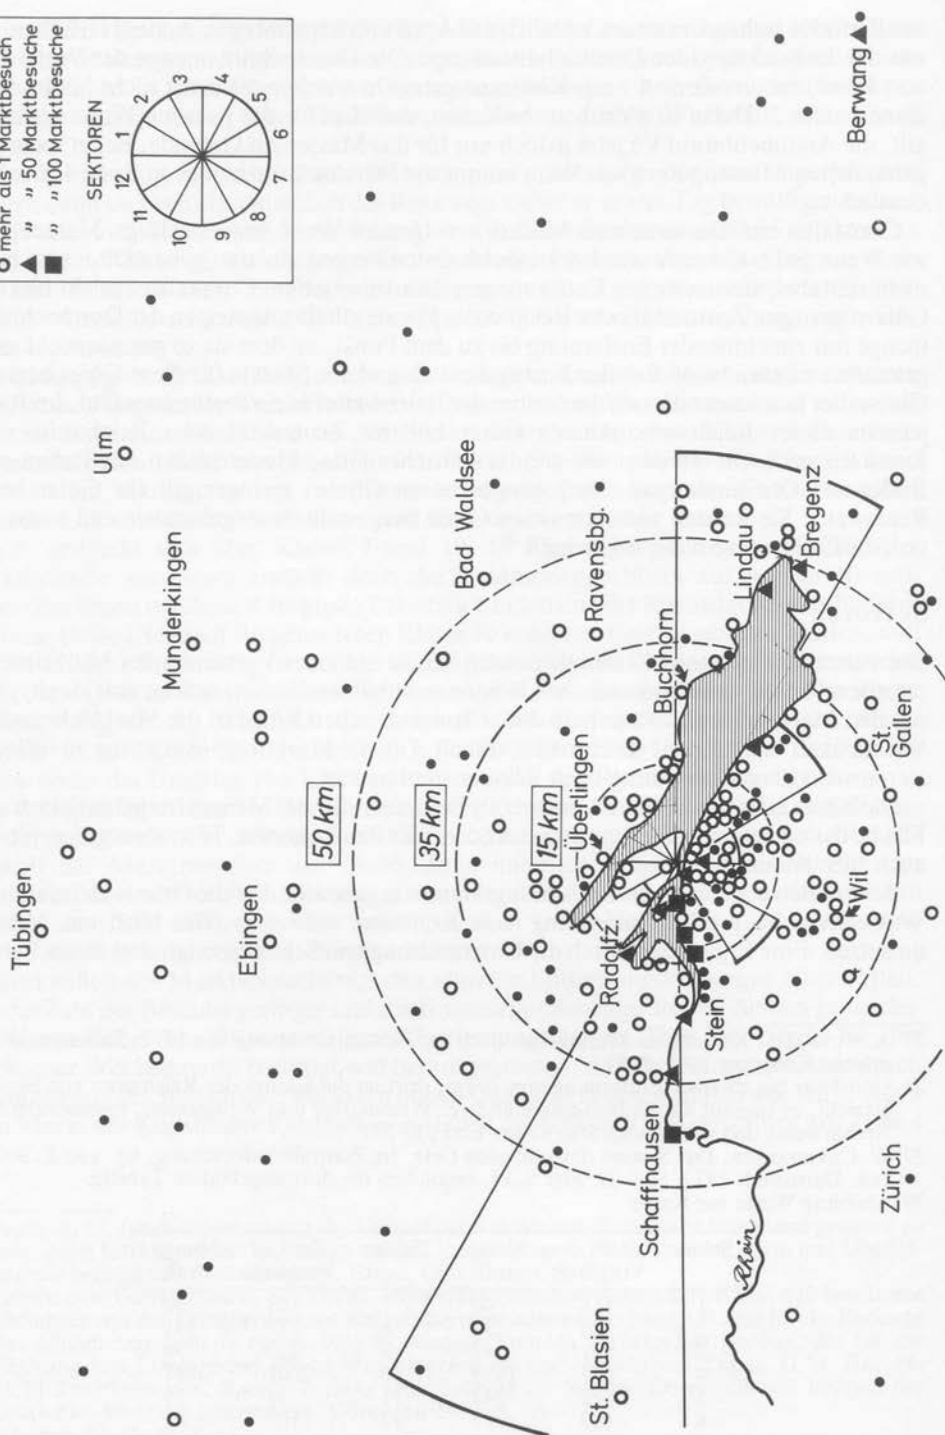 O mehr als 1 Marktbesuch
▲ „ „ 50 Marktbesuche
■ „ „ 100 Marktbesuche
SEKTOREN
1
2
3
4
5
6
7
8
9
10
11
12
Tübingen
Ulm
Munderkingen
Ebingen
Bad Waldsee
Ravensbg.
50 km
35 km
15 km
Überlingen
Buchhorn
Lindau
Bregenz
Berwang
Radolfz.
Stein
Schaffhausen
St. Blasien
Rhein
Zürich
Wil
St. Gallen